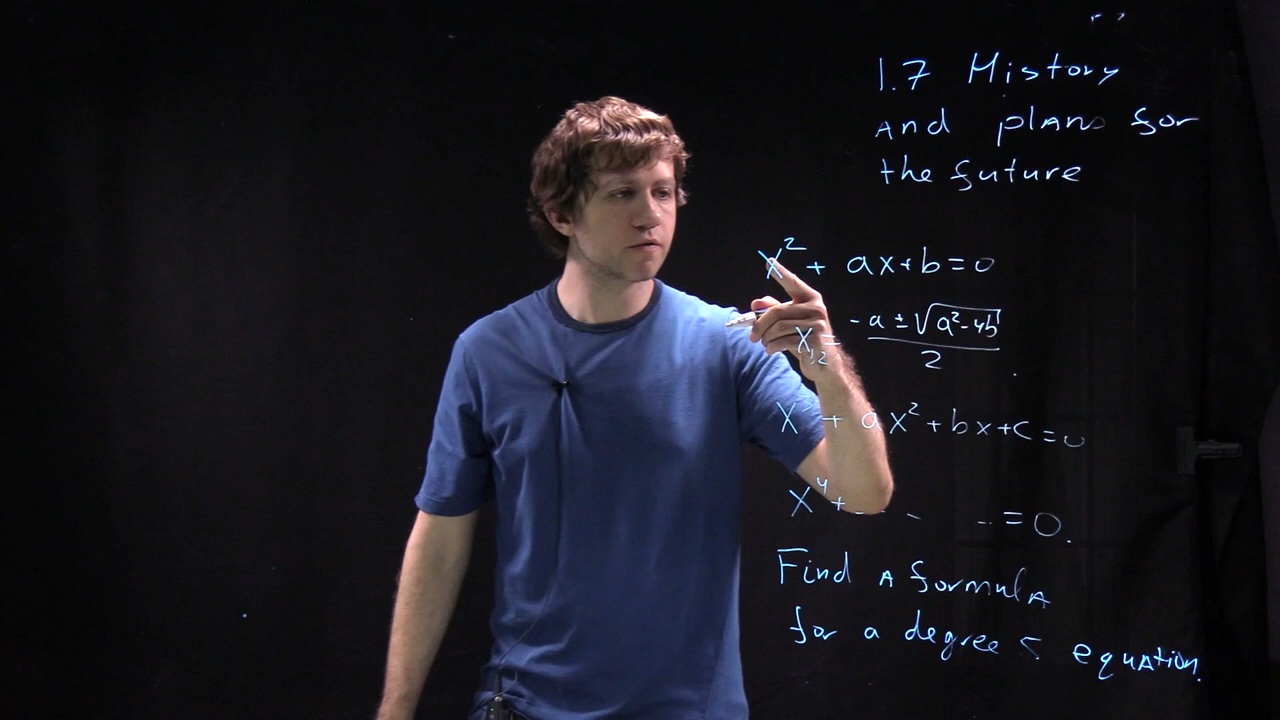 1.7 History
and plans for
the future
x² + ax+b=0
x₁,₂ = (-a ± √(a²-4b))/2
x + ax²+bx+c=0
x⁴+... ...=0.
Find a formula
for a degree 5 equation.